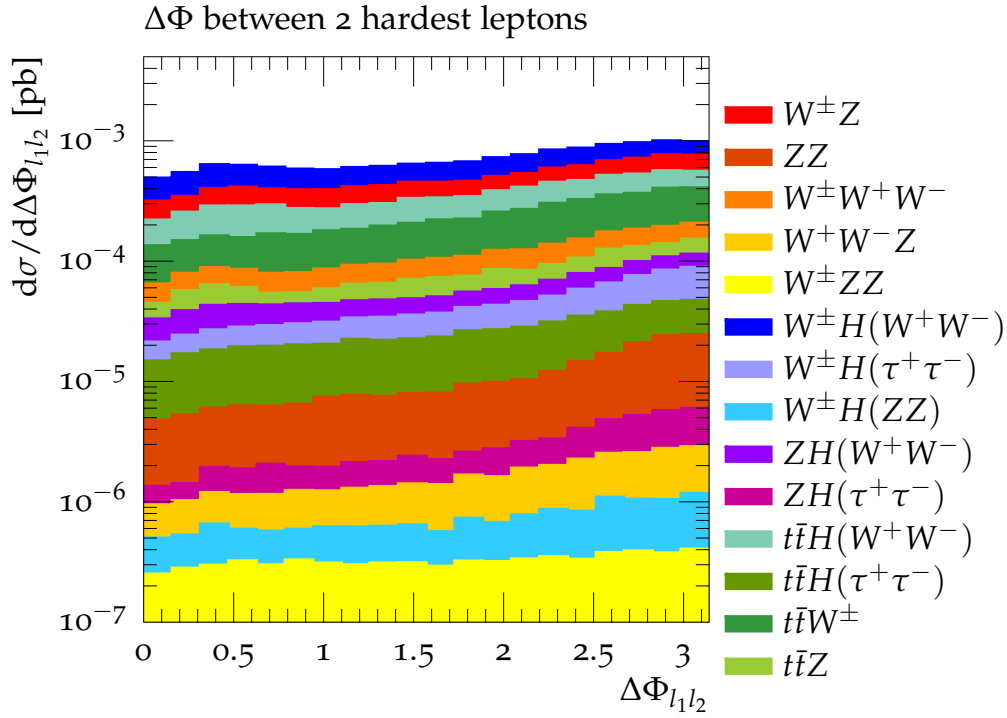 ΔΦ between 2 hardest leptons
dσ/dΔΦ_{l₁l₂} [pb]
10⁻³
10⁻⁴
10⁻⁵
10⁻⁶
10⁻⁷
0 0.5 1 1.5 2 2.5 3
ΔΦ_{l₁l₂}
W±Z
ZZ
W±W⁺W⁻
W⁺W⁻Z
W±ZZ
W±H(W⁺W⁻)
W±H(τ⁺τ⁻)
W±H(ZZ)
ZH(W⁺W⁻)
ZH(τ⁺τ⁻)
tt̄H(W⁺W⁻)
tt̄H(τ⁺τ⁻)
tt̄W±
tt̄Z